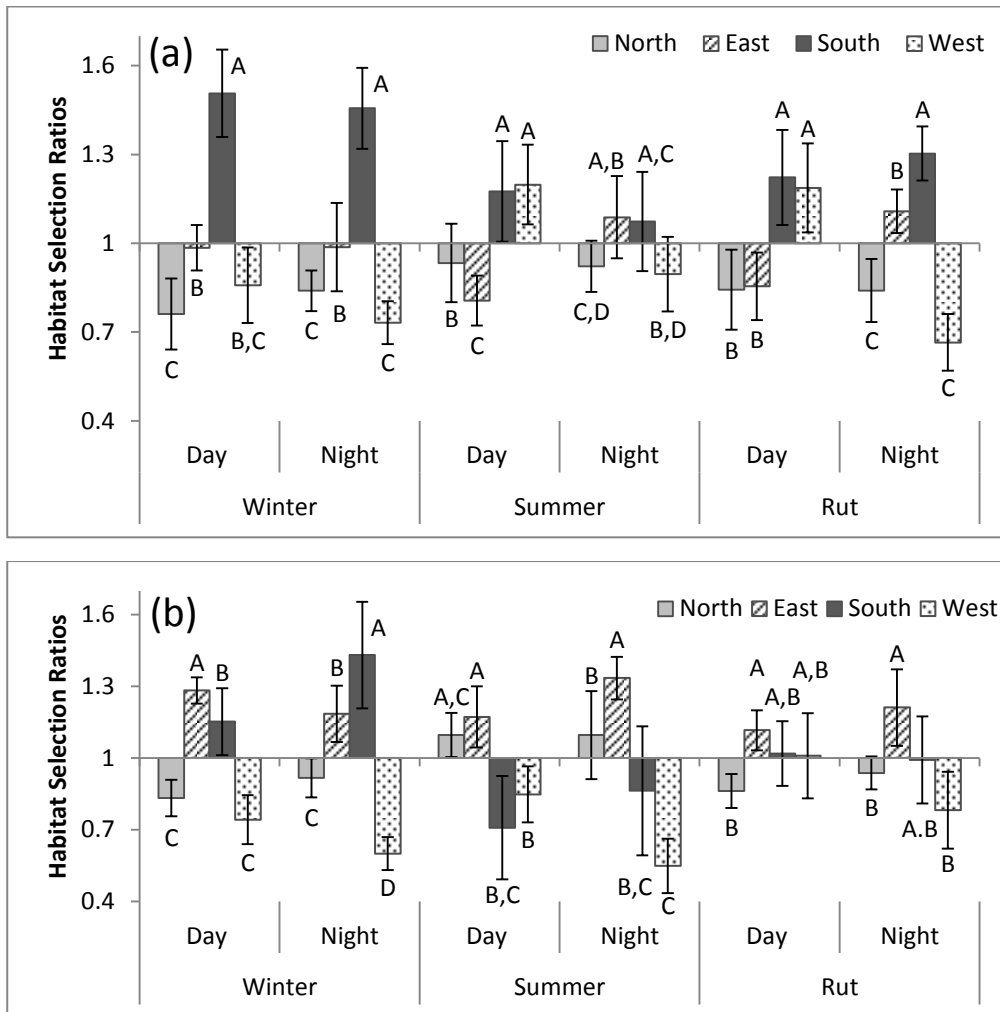 (a)
North East South West
Habitat Selection Ratios
1.6
1.3
1
0.7
0.4
C B A B,C
C B A C
B C A A
C,D A,B A,C B,D
B B A A
C B A C
Day Night Day Night Day Night
Winter Summer Rut
(b)
North East South West
Habitat Selection Ratios
1.6
1.3
1
0.7
0.4
C A B C
C B A D
A,C A B,C B
B A B,C C
B A A,B A,B
B A A.B B
Day Night Day Night Day Night
Winter Summer Rut